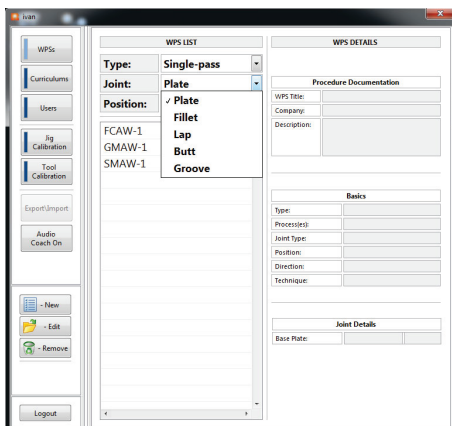 ivan
WPSs
Curriculums
Users
Jig
Calibration
Tool
Calibration
Export\Import
Audio
Coach On
- New
- Edit
- Remove
Logout
WPS LIST
Type: Single-pass
Joint: Plate
Position:
✓ Plate
Fillet
Lap
Butt
Groove
FCAW-1
GMAW-1
SMAW-1
WPS DETAILS
Procedure Documentation
WPS Title:
Company:
Description:
Basics
Type:
Process(es):
Joint Type:
Position:
Direction:
Technique:
Joint Details
Base Plate: